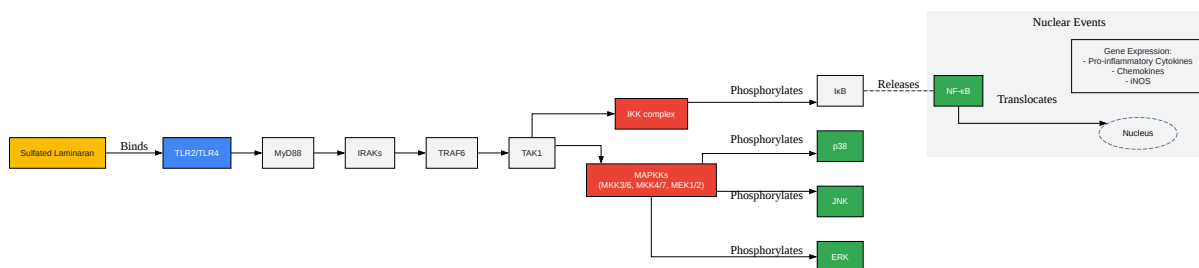 Nuclear Events
Gene Expression:
- Pro-inflammatory Cytokines
- Chemokines
- iNOS
Phosphorylates
IκB
Releases
NF-κB
Translocates
IKK complex
Nucleus
Sulfated Laminaran
Binds
TLR2/TLR4
MyD88
IRAKs
TRAF6
TAK1
Phosphorylates
p38
MAPKKs
(MKK3/6, MKK4/7, MEK1/2)
Phosphorylates
JNK
Phosphorylates
ERK